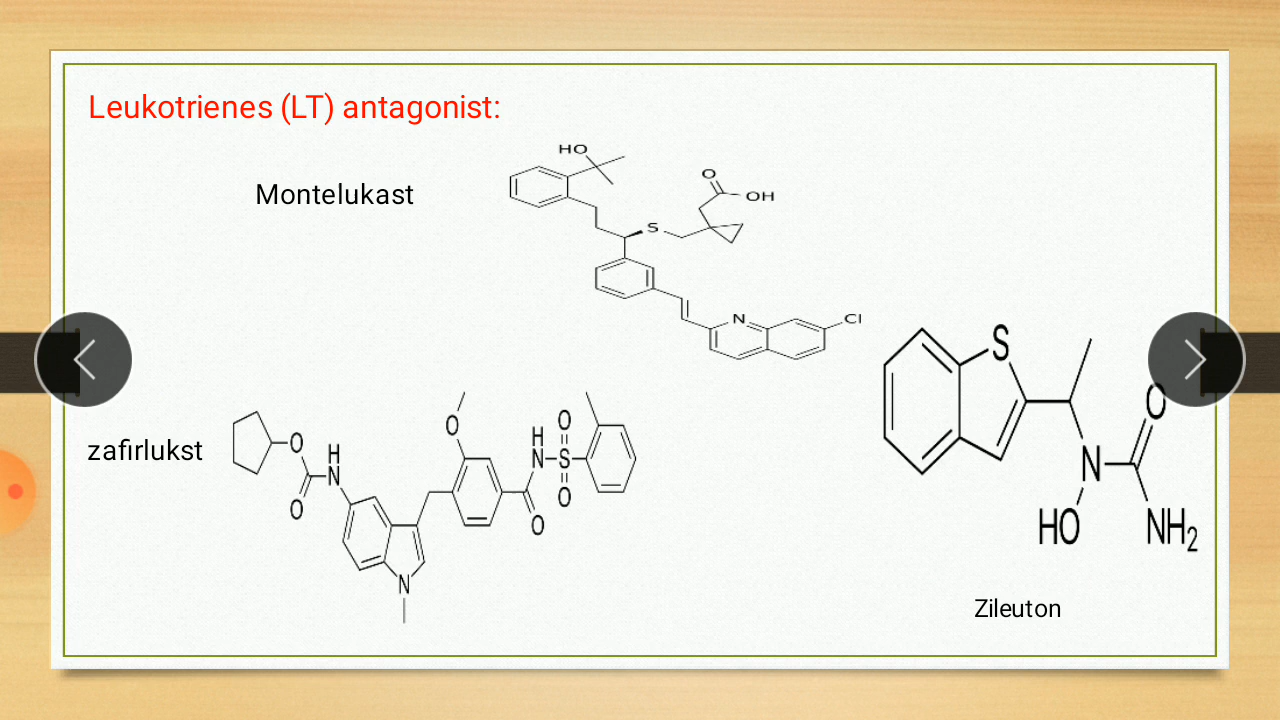 Leukotrienes (LT) antagonist:
Montelukast
HO
O
OH
S
N
Cl
zafirlukst
O
O
H
N
O
N
O
H
N
O
S
O
S
O
N
HO
NH2
Zileuton